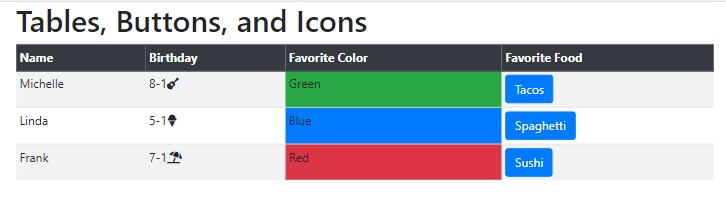 Tables, Buttons, and Icons
Name Birthday Favorite Color Favorite Food
Michelle 8-1 Green Tacos
Linda 5-1 Blue Spaghetti
Frank 7-1 Red Sushi